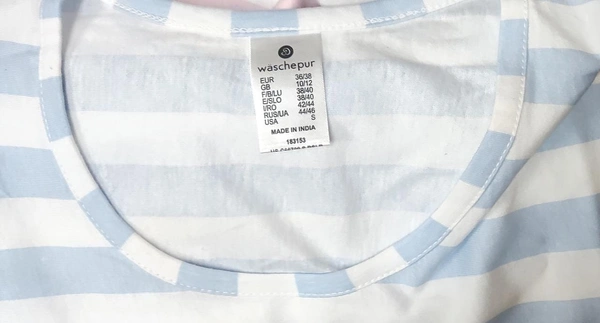 wäschepur
EUR 36/38
GB 10/12
F/B/LU 38/40
E/SLO 38/40
I/RO 42/44
RUS/UA 44/46
USA S
MADE IN INDIA
183153